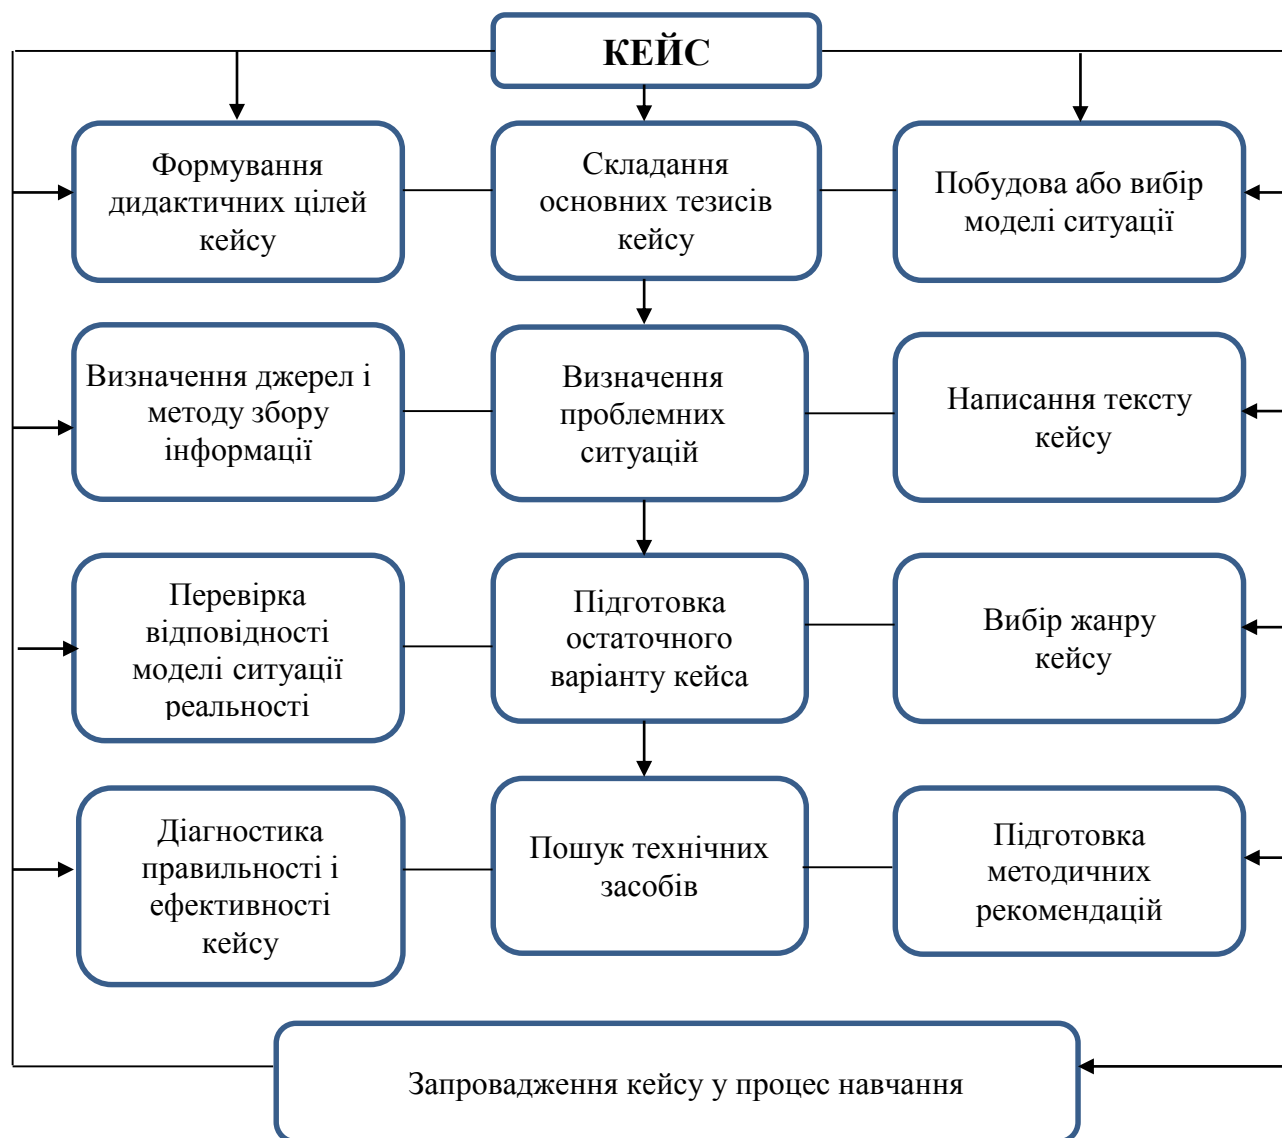 КЕЙС
Формування
дидактичних цілей
кейсу
Складання
основних тезисів
кейсу
Побудова або вибір
моделі ситуації
Визначення джерел і
методу збору
інформації
Визначення
проблемних
ситуацій
Написання тексту
кейсу
Перевірка
відповідності
моделі ситуації
реальності
Підготовка
остаточного
варіанту кейса
Вибір жанру
кейсу
Діагностика
правильності і
ефективності
кейсу
Пошук технічних
засобів
Підготовка
методичних
рекомендацій
Запровадження кейсу у процес навчання